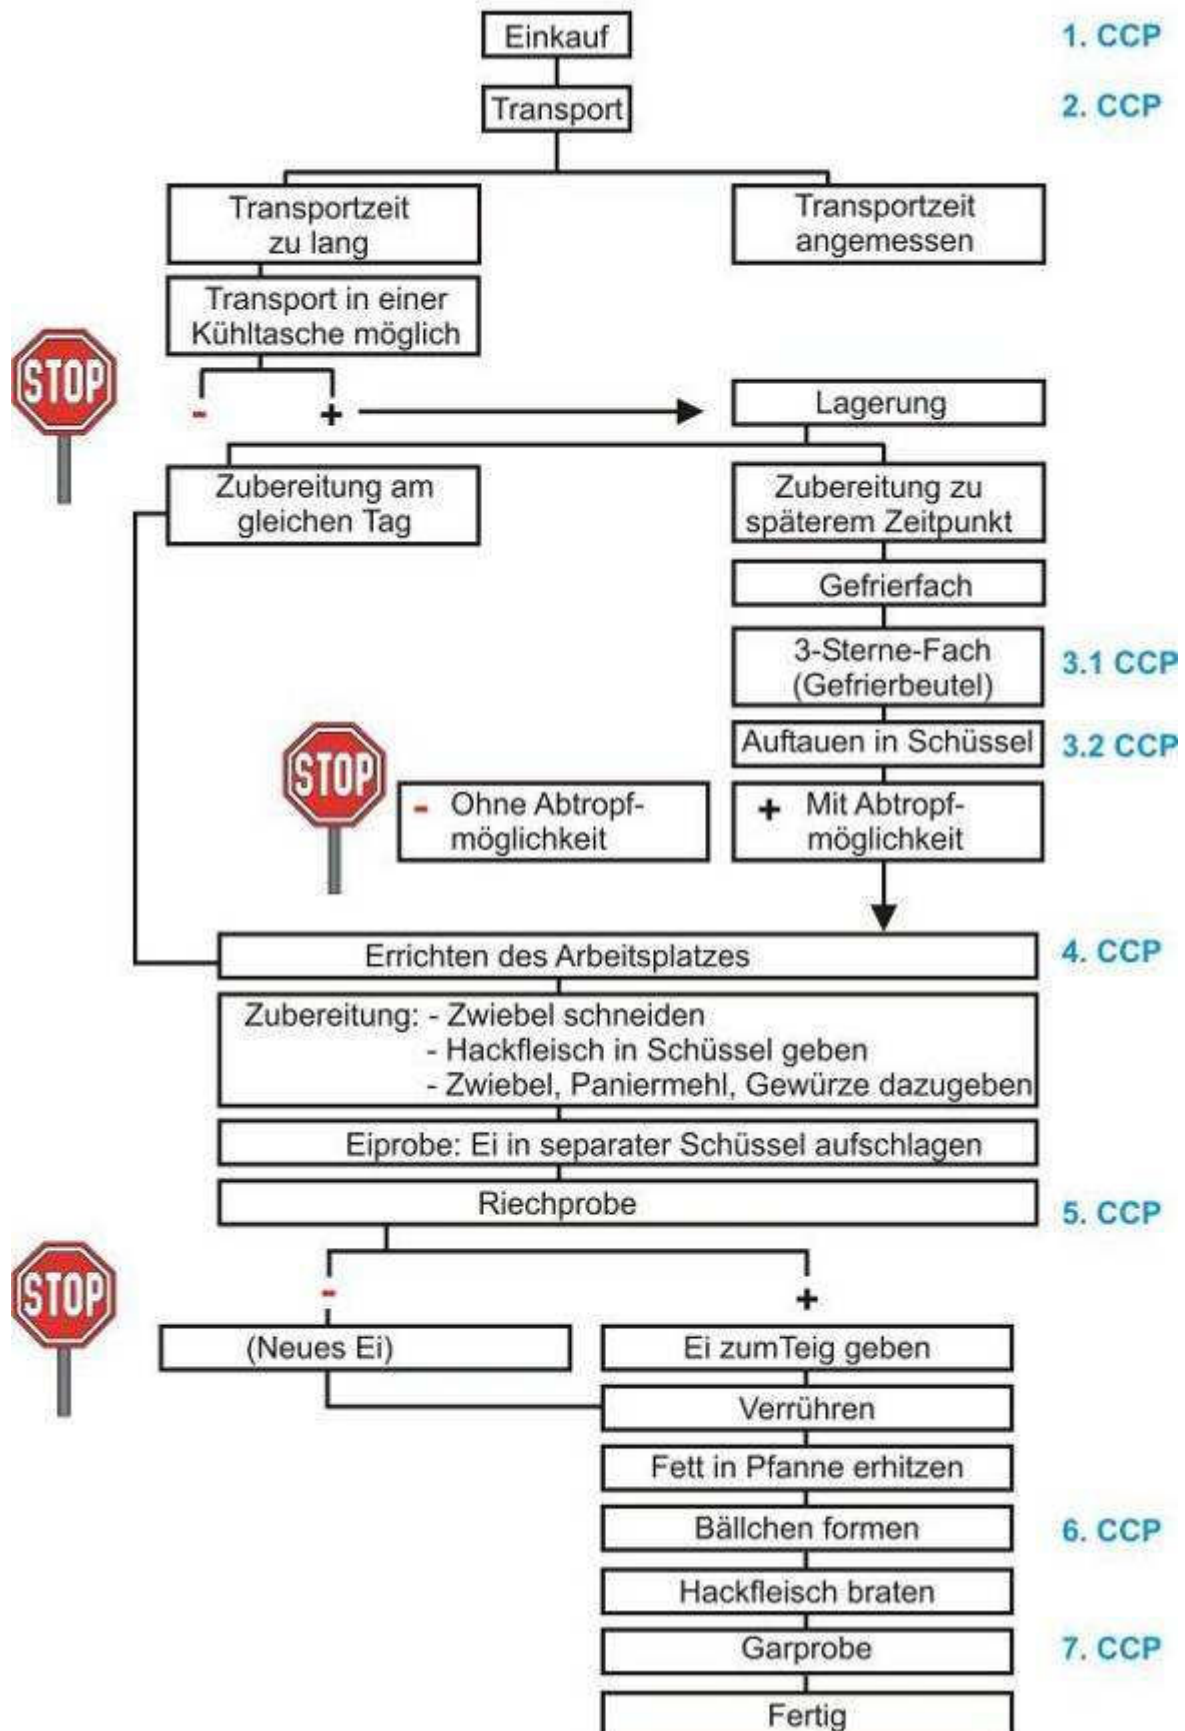 Einkauf
1. CCP
Transport
2. CCP
Transportzeit
zu lang
Transportzeit
angemessen
Transport in einer
Kühltasche möglich
STOP
-
+
Lagerung
Zubereitung am
gleichen Tag
Zubereitung zu
späterem Zeitpunkt
Gefrierfach
3-Sterne-Fach
(Gefrierbeutel)
3.1 CCP
Auftauen in Schüssel
3.2 CCP
STOP
- Ohne Abtropf-
möglichkeit
+ Mit Abtropf-
möglichkeit
Errichten des Arbeitsplatzes
4. CCP
Zubereitung: - Zwiebel schneiden
- Hackfleisch in Schüssel geben
- Zwiebel, Paniermehl, Gewürze dazugeben
Eiprobe: Ei in separater Schüssel aufschlagen
Riechprobe
5. CCP
STOP
-
+
(Neues Ei)
Ei zumTeig geben
Verrühren
Fett in Pfanne erhitzen
Bällchen formen
6. CCP
Hackfleisch braten
Garprobe
7. CCP
Fertig